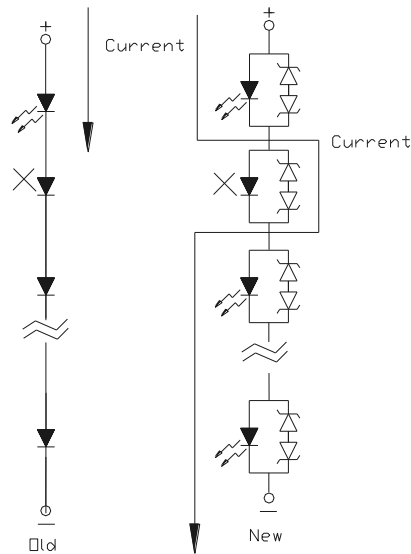 +
Current
Old
—
+
Current
New
—